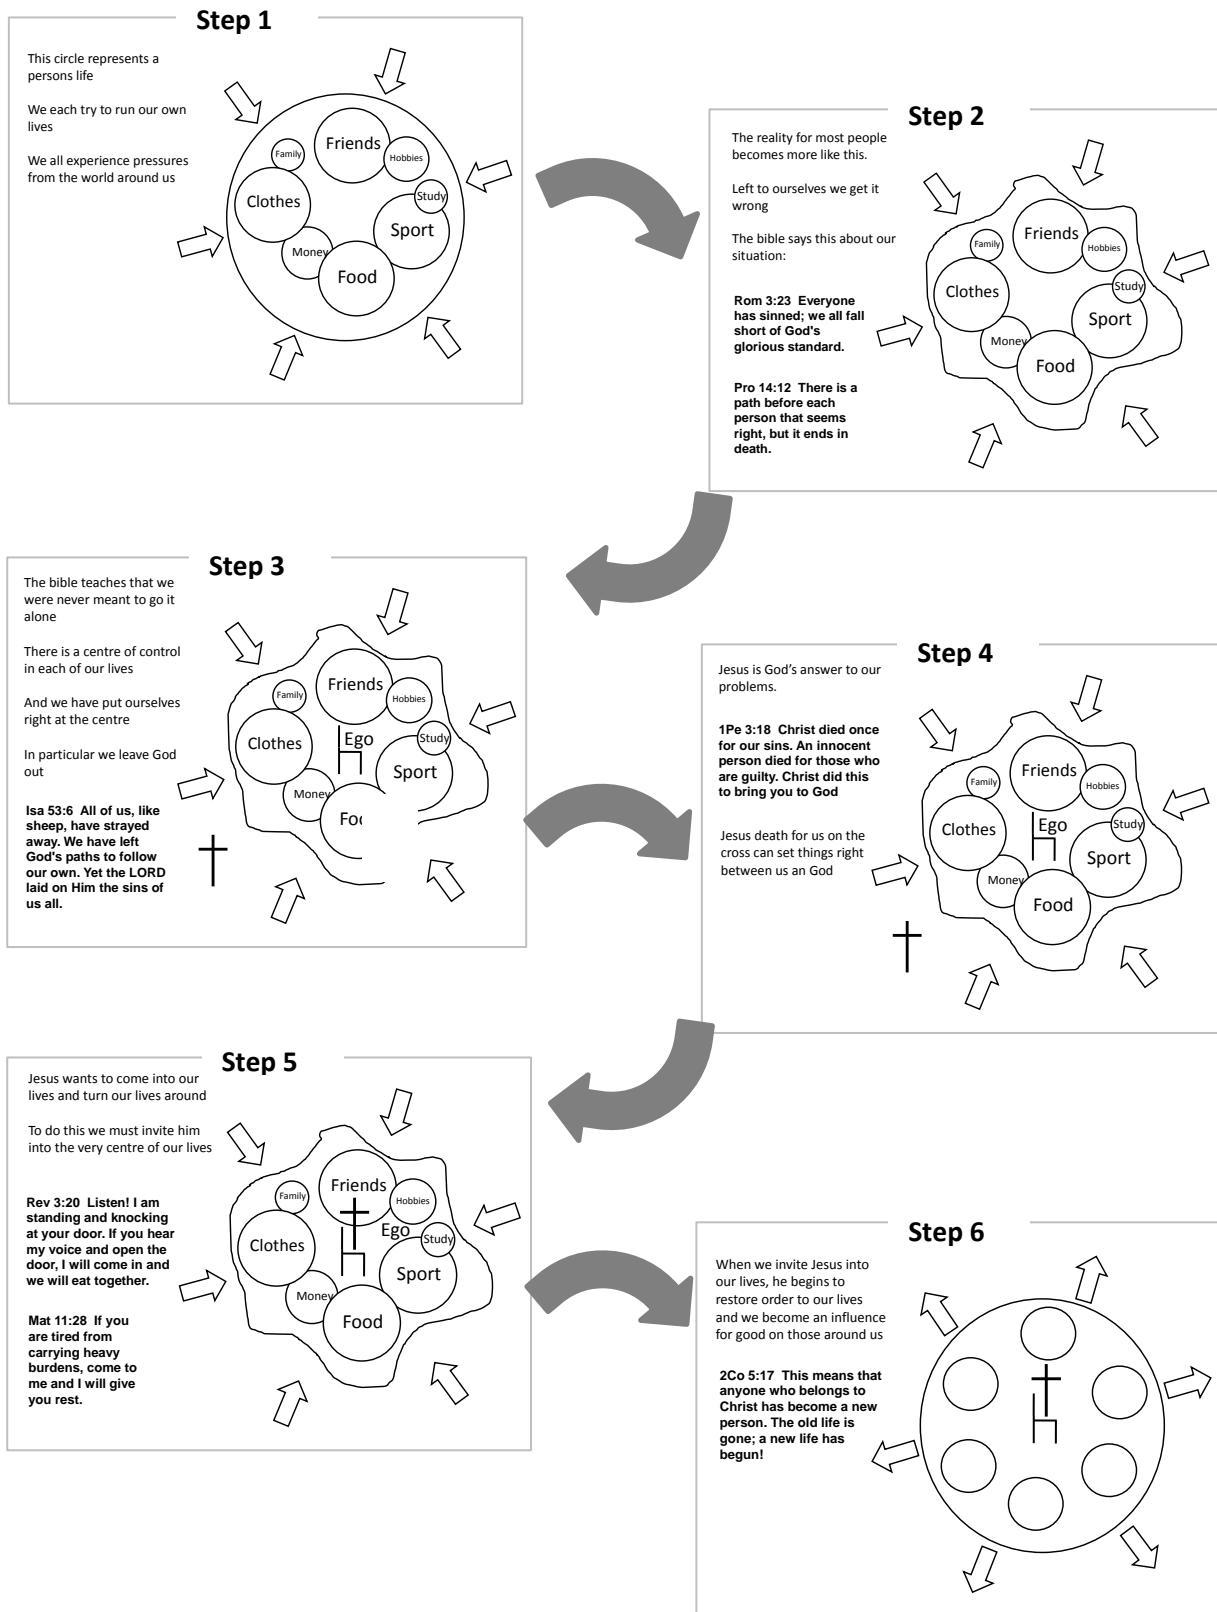 Step 1
This circle represents a
persons life
We each try to run our own
lives
We all experience pressures
from the world around us
Friends
Family
Hobbies
Clothes
Study
Sport
Money
Food
Step 2
The reality for most people
becomes more like this.
Left to ourselves we get it
wrong
The bible says this about our
situation:
Rom 3:23  Everyone
has sinned; we all fall
short of God's
glorious standard.
Pro 14:12  There is a
path before each
person that seems
right, but it ends in
death.
Friends
Family
Hobbies
Clothes
Study
Sport
Money
Food
Step 3
The bible teaches that we
were never meant to go it
alone
There is a centre of control
in each of our lives
And we have put ourselves
right at the centre
In particular we leave God
out
Isa 53:6  All of us, like
sheep, have strayed
away. We have left
God's paths to follow
our own. Yet the LORD
laid on Him the sins of
us all.
Friends
Family
Hobbies
Clothes
Ego
Study
Sport
Money
Foo
Step 4
Jesus is God’s answer to our
problems.
1Pe 3:18  Christ died once
for our sins. An innocent
person died for those who
are guilty. Christ did this
to bring you to God
Jesus death for us on the
cross can set things right
between us an God
Friends
Family
Hobbies
Clothes
Ego
Study
Sport
Money
Food
Step 5
Jesus wants to come into our
lives and turn our lives around
To do this we must invite him
into the very centre of our lives
Rev 3:20  Listen! I am
standing and knocking
at your door. If you hear
my voice and open the
door, I will come in and
we will eat together.
Mat 11:28  If you
are tired from
carrying heavy
burdens, come to
me and I will give
you rest.
Friends
Family
Hobbies
Ego
Clothes
Study
Sport
Money
Food
Step 6
When we invite Jesus into
our lives, he begins to
restore order to our lives
and we become an influence
for good on those around us
2Co 5:17  This means that
anyone who belongs to
Christ has become a new
person. The old life is
gone; a new life has
begun!